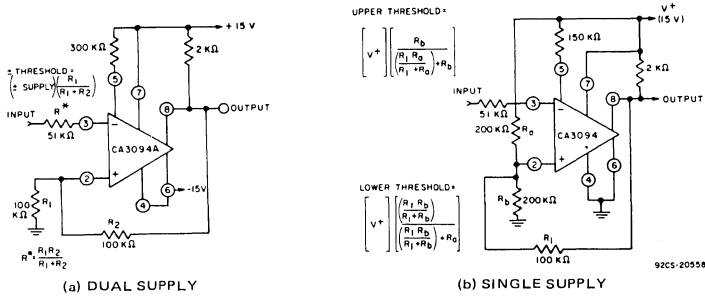 +15 V
300 KΩ
2 KΩ
± THRESHOLD =
(± SUPPLY)(R1/(R1+R2))
5
7
8
OUTPUT
INPUT
R*
51 KΩ
3
−
CA3094A
2
+
6
-15V
4
100 KΩ
R1
R2
100 KΩ
R* = R1R2/(R1+R2)
(a) DUAL SUPPLY
UPPER THRESHOLD =
[V+] [Rb/((R1 Ra/(R1+Ra))+Rb)]
V+
(15 V)
150 KΩ
2 KΩ
5
7
8
OUTPUT
INPUT
51 KΩ
3
−
CA3094
200 KΩ
Ra
2
+
6
4
LOWER THRESHOLD =
[V+] [(R1 Rb/(R1+Rb))/((R1 Rb/(R1+Rb))+Ra)]
Rb
200 KΩ
R1
100 KΩ
92CS-20558
(b) SINGLE SUPPLY